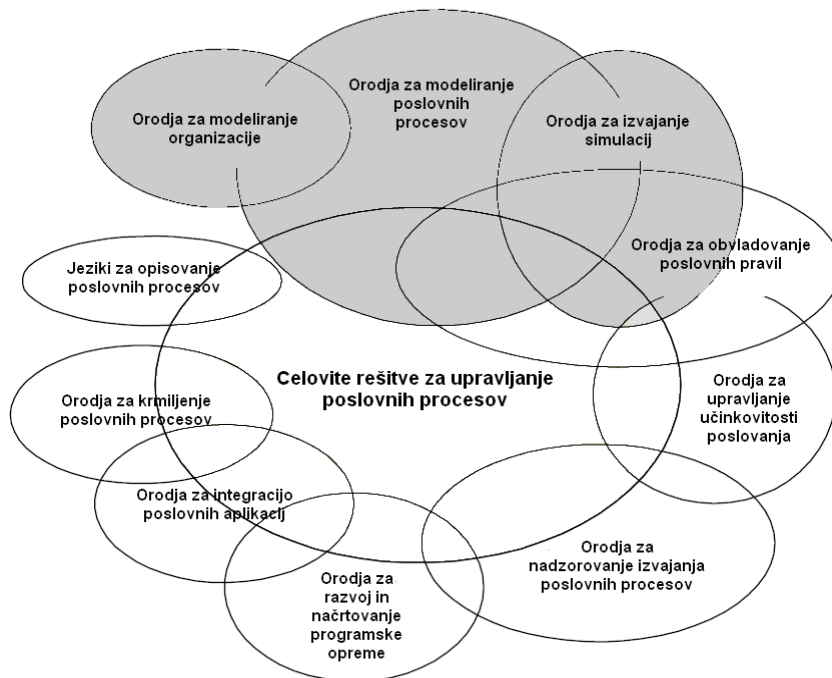 Orodja za modeliranje
organizacije
Orodja za modeliranje
poslovnih
procesov
Orodja za izvajanje
simulacij
Orodja za obvladovanje
poslovnih pravil
Jeziki za opisovanje
poslovnih procesov
Celovite rešitve za upravljanje
poslovnih procesov
Orodja za krmiljenje
poslovnih procesov
Orodja za
upravljanje
učinkovitosti
poslovanja
Orodja za integracijo
poslovnih aplikacij
Orodja za
razvoj in
načrtovanje
programske
opreme
Orodja za
nadzorovanje izvajanja
poslovnih procesov